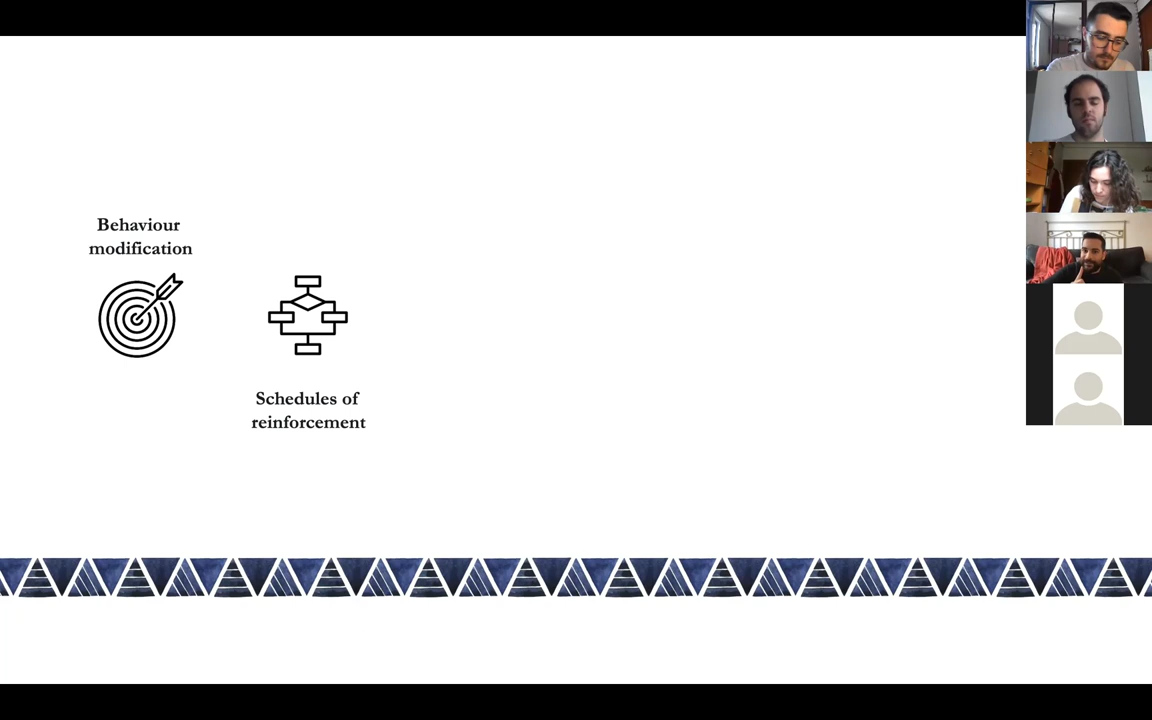 Behaviour
modification
Schedules of
reinforcement